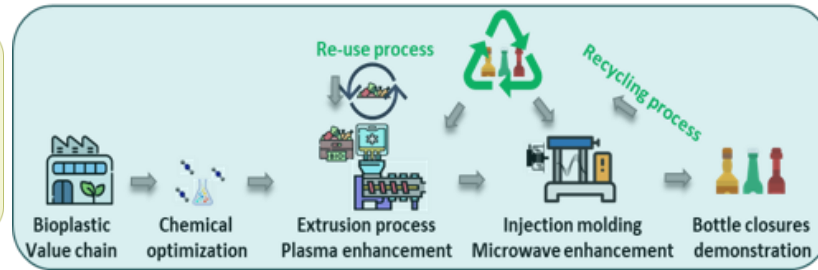 Re-use process
Recycling process
Bioplastic
Value chain
Chemical
optimization
Extrusion process
Plasma enhancement
Injection molding
Microwave enhancement
Bottle closures
demonstration